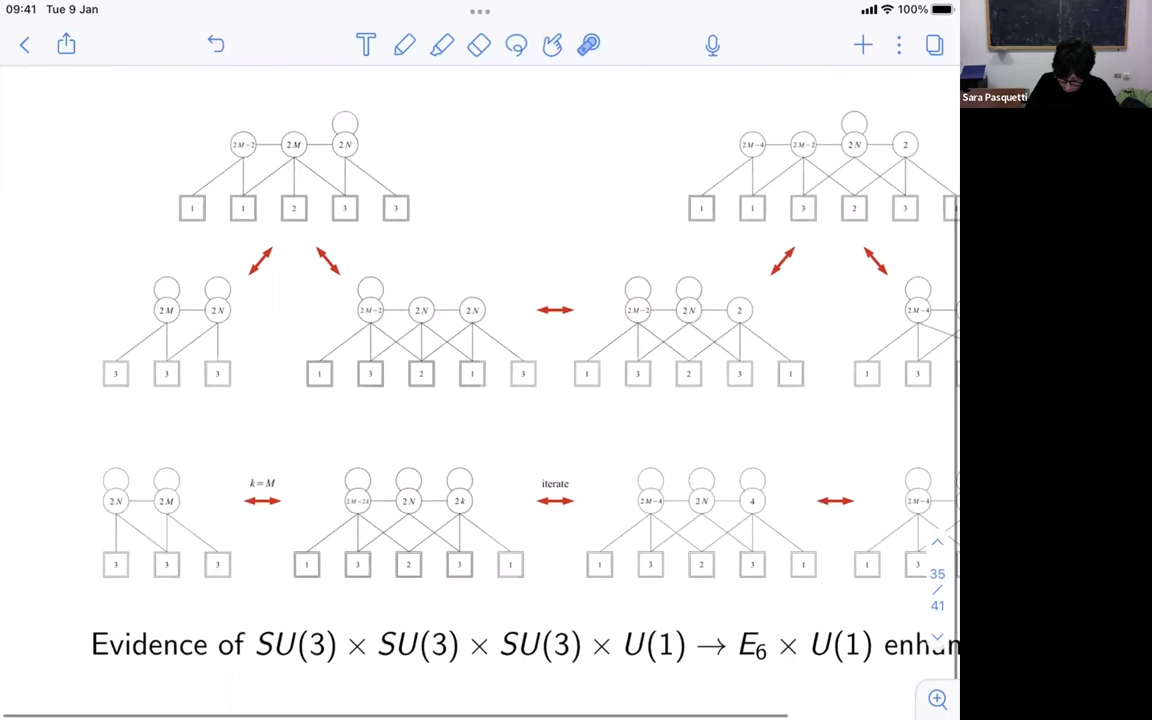 09:41 Tue 9 Jan 100%
Sara Pasquetti
2M−2 2M 2N 2M−4 2M−2 2N 2
1 1 2 3 3 1 1 3 2 3
2M 2N 2M−2 2N 2N 2M−2 2N 2 2M−4
3 3 3 1 3 2 1 3 1 3 2 3 1 1 3
k = M iterate
2N 2M 2M−2k 2N 2k 2M−4 2N 4 2M−4
3 3 3 1 3 2 3 1 1 3 2 3 1 1 3
35
/
41
Evidence of SU(3) × SU(3) × SU(3) × U(1) → E₆ × U(1)